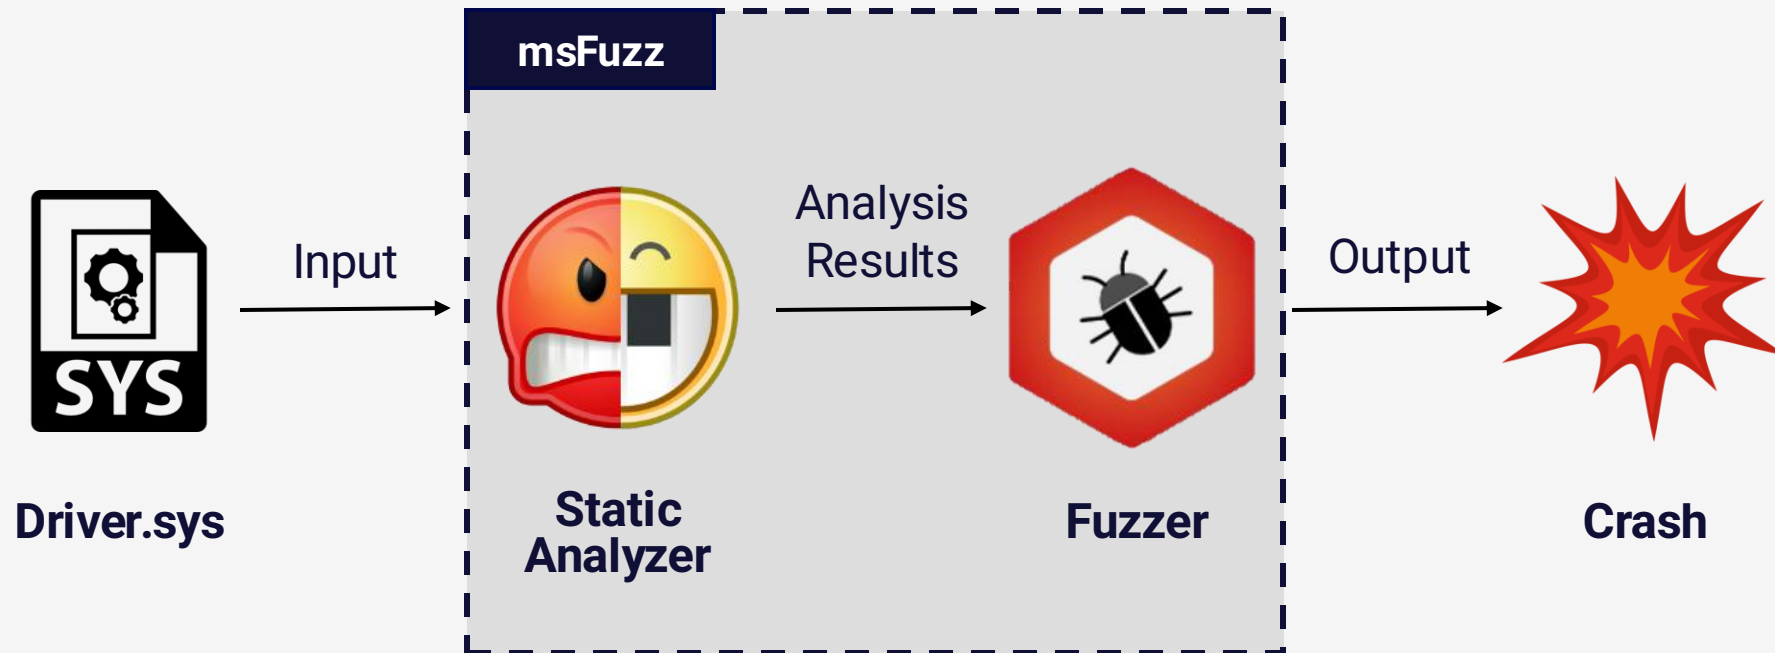 msFuzz
SYS
Driver.sys
Input
Static
Analyzer
Analysis
Results
Fuzzer
Output
Crash